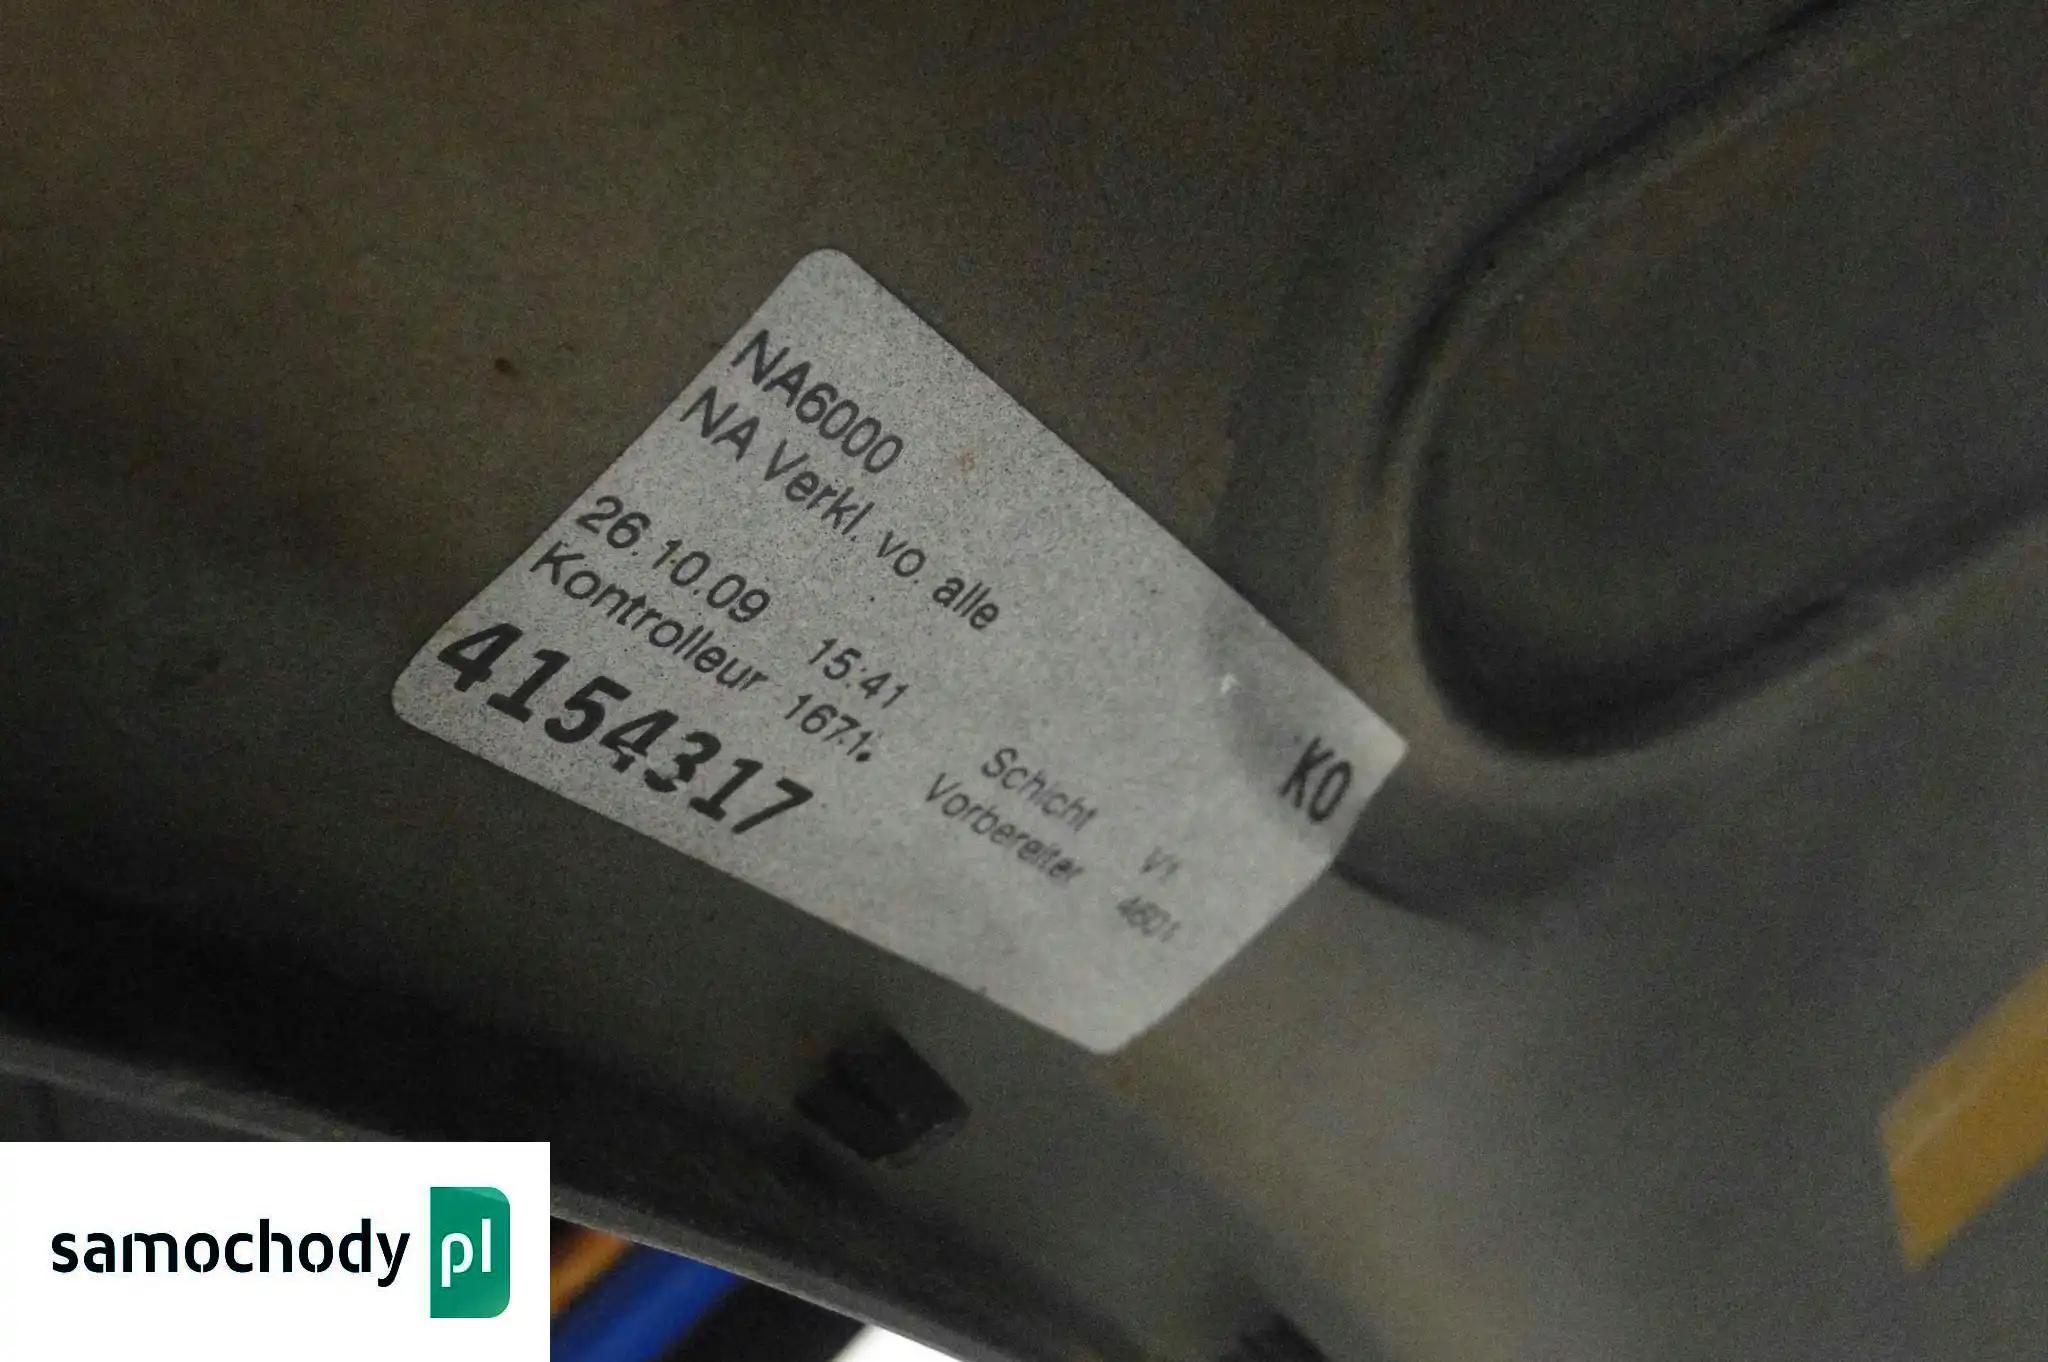 NA6000
NA Verkl. vo. alle
KO
26.10.09 15:41 Schicht V1
Kontrolleur 1671. Vorbereiter 4601
4154317
samochody pl